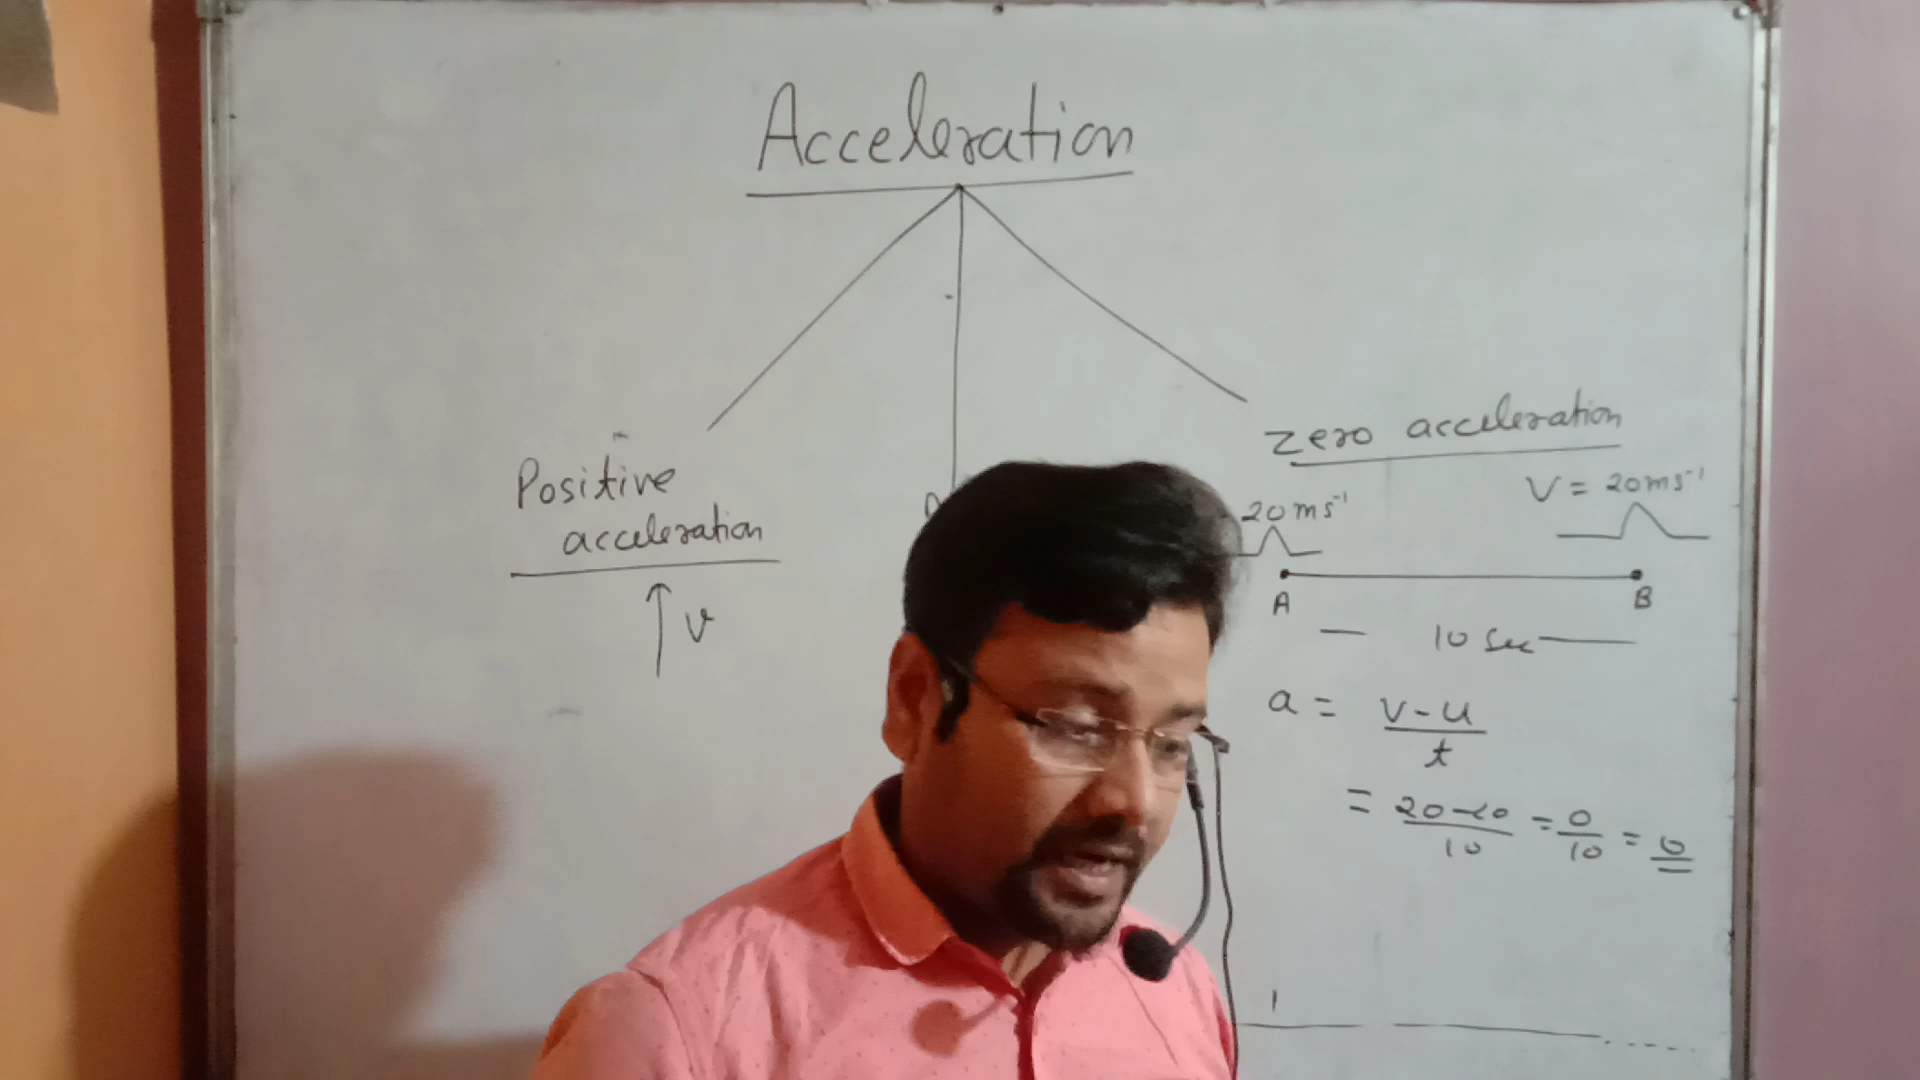 Acceleration
Positive
acceleration
↑ v
zero acceleration
20ms⁻¹
V = 20ms⁻¹
A
B
10 Sec
a = v-u/t
= 20-20/10 = 0/10 = 0